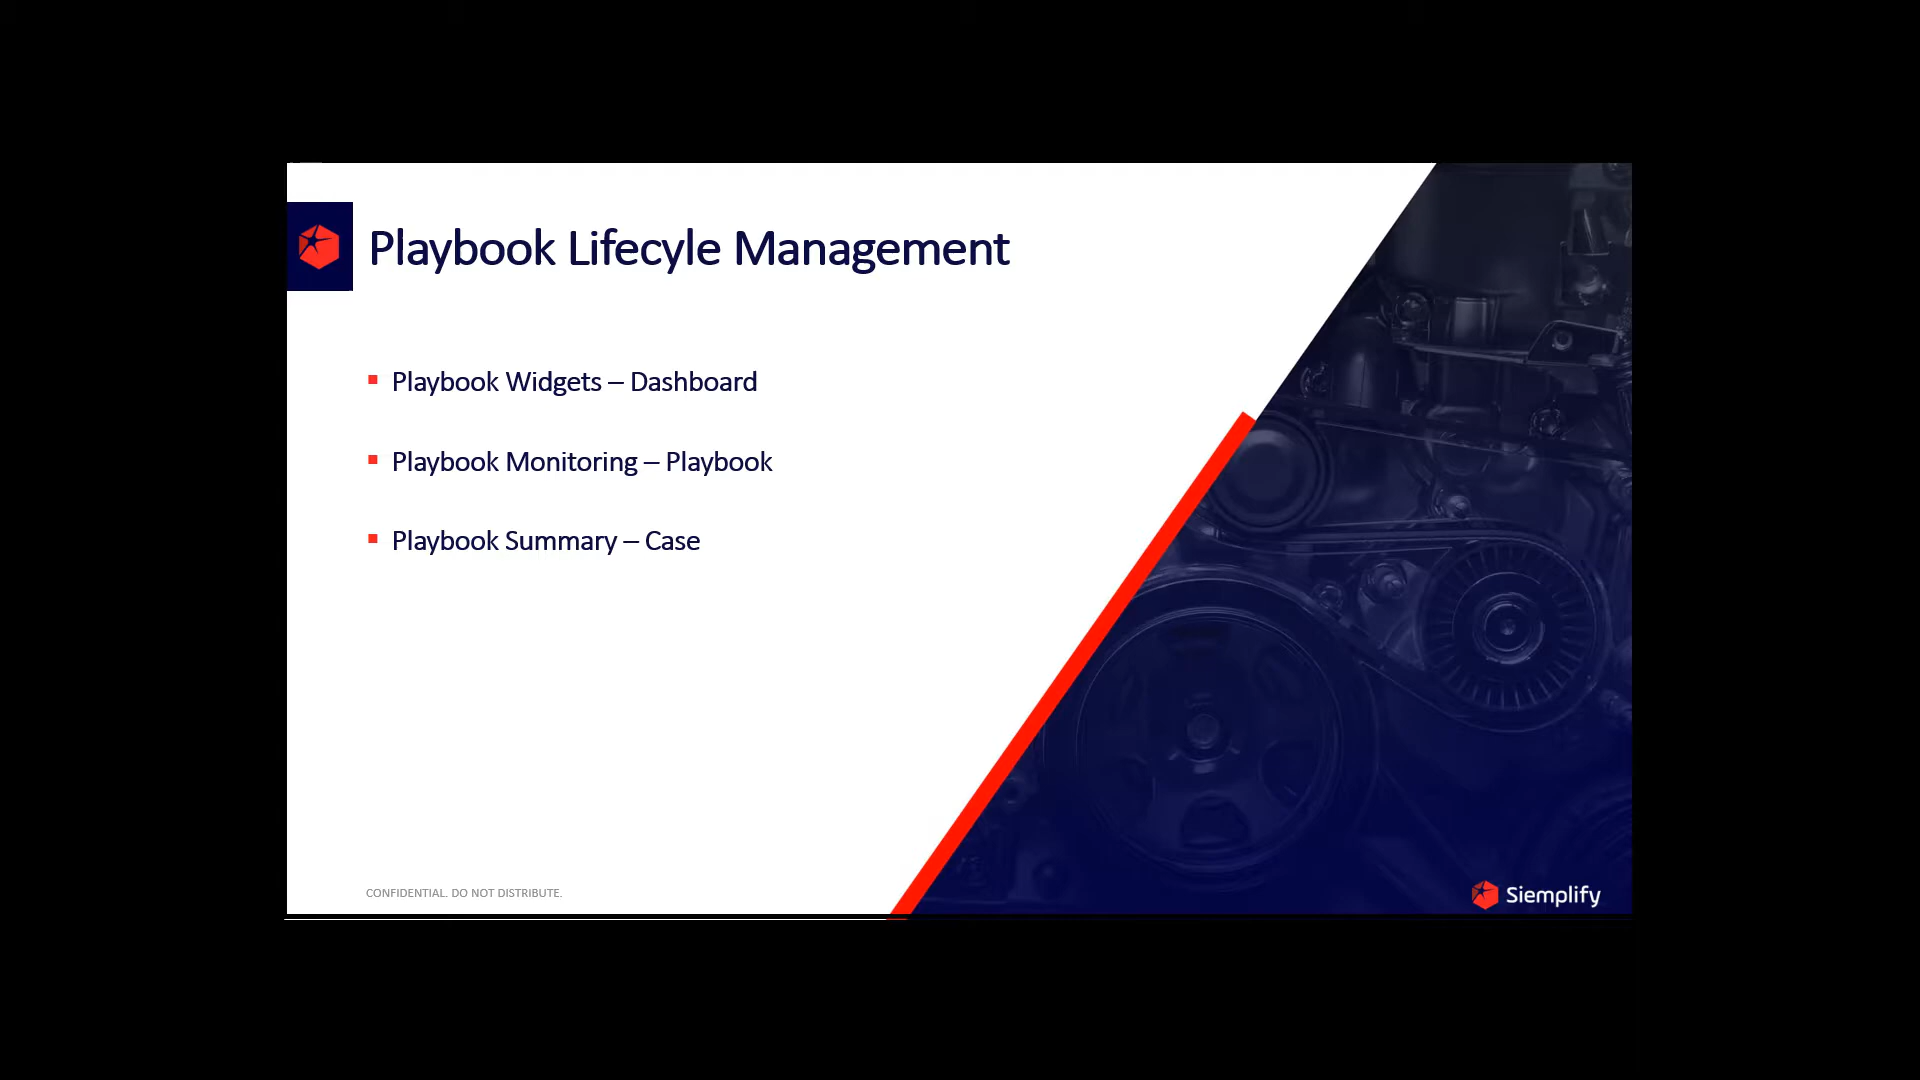 Playbook Lifecyle Management
Playbook Widgets – Dashboard
Playbook Monitoring – Playbook
Playbook Summary – Case
CONFIDENTIAL. DO NOT DISTRIBUTE.
Siemplify